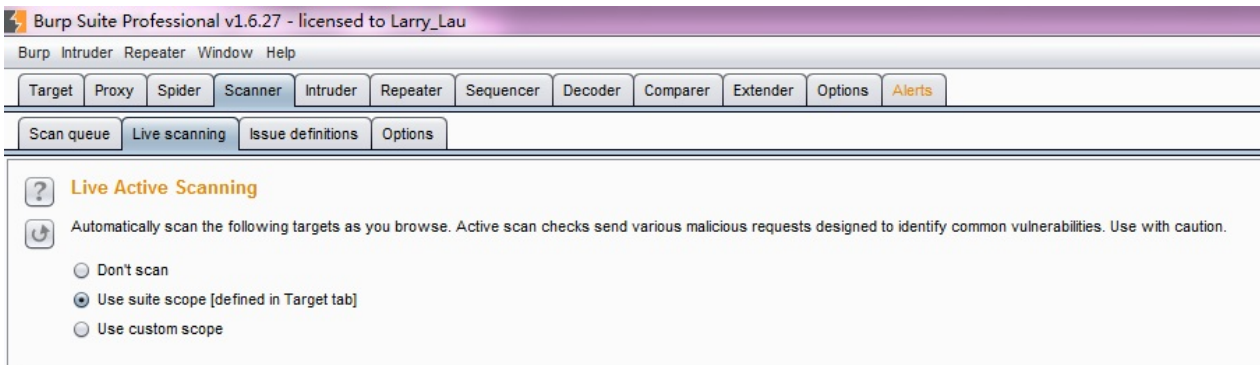 Burp Suite Professional v1.6.27 - licensed to Larry_Lau
Burp Intruder Repeater Window Help
Target Proxy Spider Scanner Intruder Repeater Sequencer Decoder Comparer Extender Options Alerts
Scan queue Live scanning Issue definitions Options
? Live Active Scanning
Automatically scan the following targets as you browse. Active scan checks send various malicious requests designed to identify common vulnerabilities. Use with caution.
Don't scan
Use suite scope [defined in Target tab]
Use custom scope